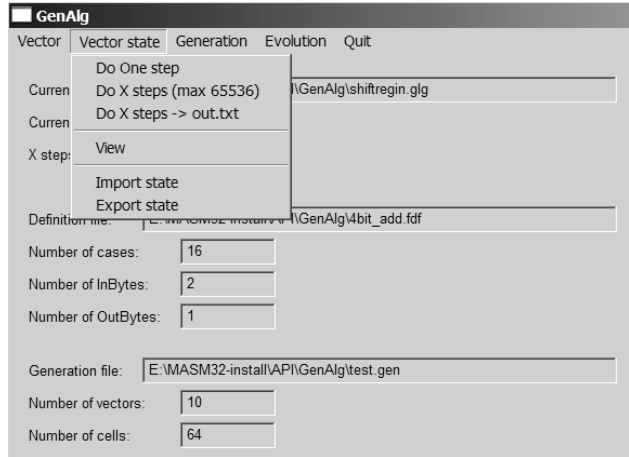 GenAlg
Vector Vector state Generation Evolution Quit
Do One step
Do X steps (max 65536)
Do X steps -> out.txt
View
Import state
Export state
Curren \GenAlg\shiftregin.glg
Curren
X steps
Definition file: E:\MASM32-install\API\GenAlg\4bit_add.fdf
Number of cases: 16
Number of InBytes: 2
Number of OutBytes: 1
Generation file: E:\MASM32-install\API\GenAlg\test.gen
Number of vectors: 10
Number of cells: 64